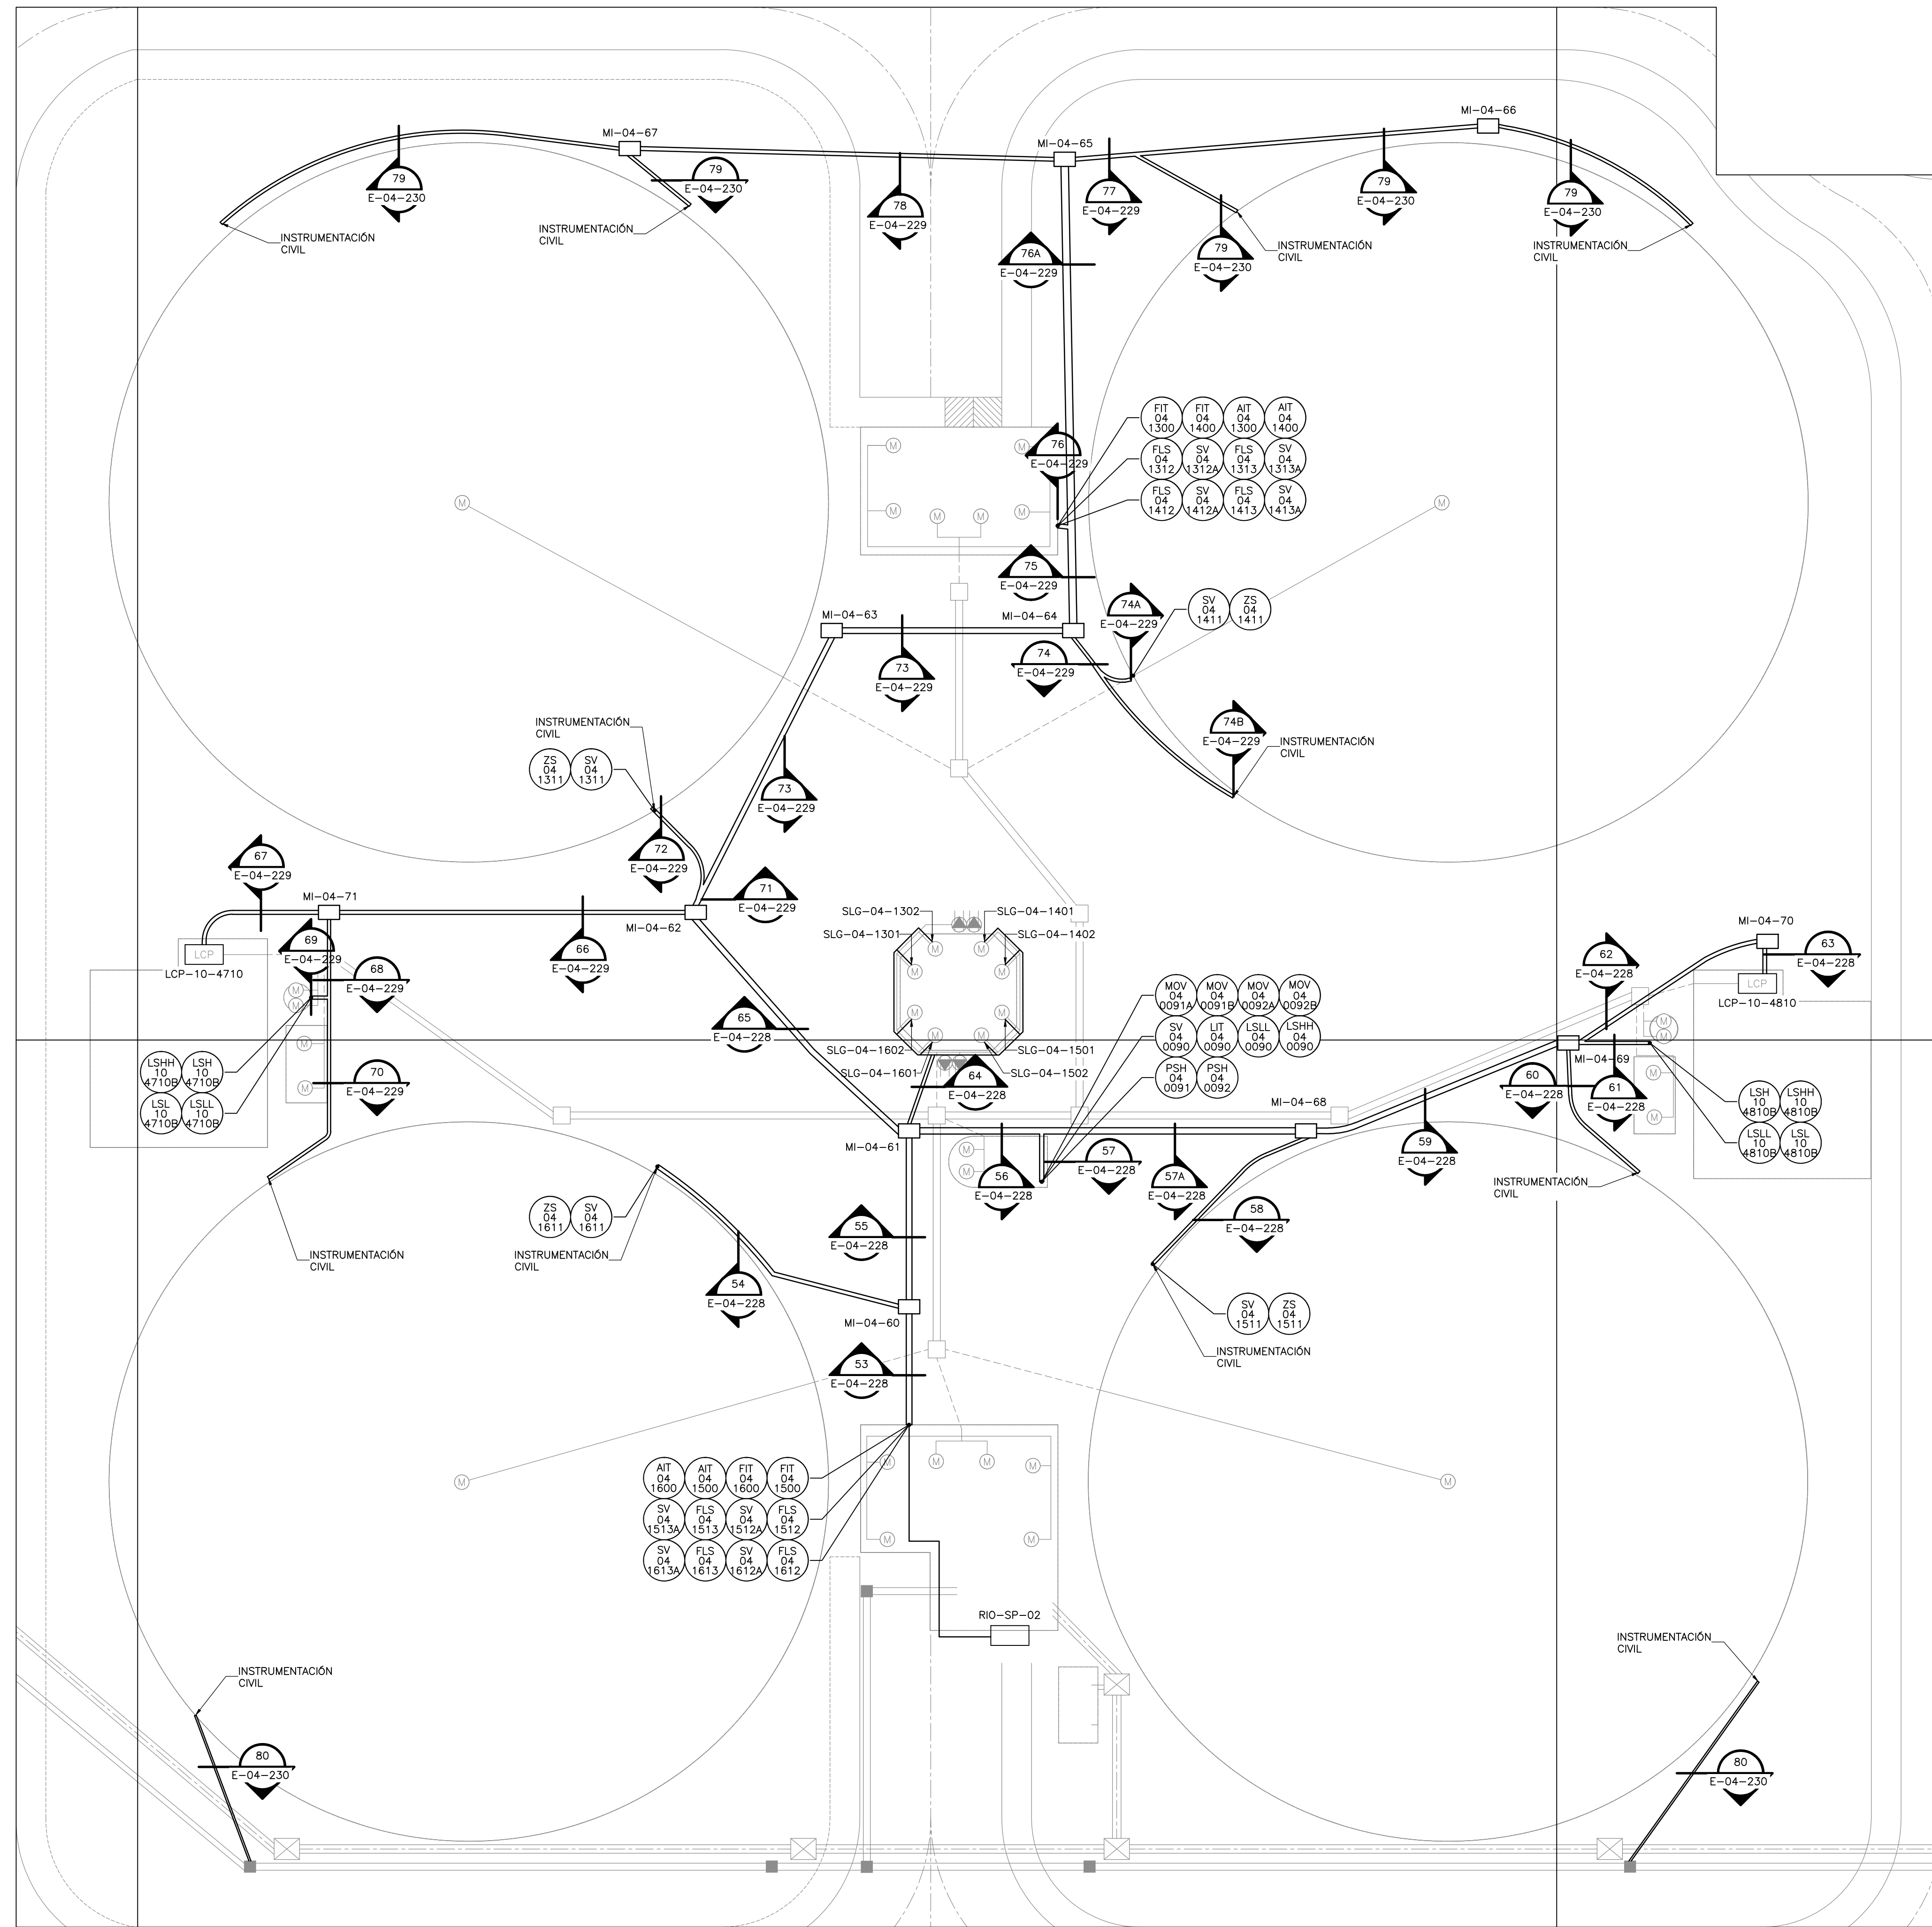 MI-04-66
MI-04-67
MI-04-65
79
E-04-230
79
E-04-230
78
E-04-229
77
E-04-229
79
E-04-230
79
E-04-230
INSTRUMENTACIÓN
CIVIL
INSTRUMENTACIÓN
CIVIL
76A
E-04-229
79
E-04-230
INSTRUMENTACIÓN
CIVIL
INSTRUMENTACIÓN
CIVIL
FIT
04
1300
FIT
04
1400
AIT
04
1300
AIT
04
1400
FLS
04
1312
SV
04
1312A
FLS
04
1313
SV
04
1313A
FLS
04
1412
SV
04
1412A
FLS
04
1413
SV
04
1413A
76
E-04-229
M
M
M
M
M
M
M
M
75
E-04-229
MI-04-63
MI-04-64
74A
E-04-229
SV
04
1411
ZS
04
1411
73
E-04-229
74
E-04-229
74B
E-04-229
INSTRUMENTACIÓN
CIVIL
INSTRUMENTACIÓN
CIVIL
ZS
04
1311
SV
04
1311
73
E-04-229
72
E-04-229
67
E-04-229
71
E-04-229
MI-04-71
MI-04-62
69
E-04-229
68
E-04-229
66
E-04-229
LCP
LCP-10-4710
M
M
M
M
SLG-04-1302
SLG-04-1401
SLG-04-1301
SLG-04-1402
M
M
M
M
M
M
M
M
SLG-04-1602
SLG-04-1501
SLG-04-1601
SLG-04-1502
MI-04-70
63
E-04-228
62
E-04-228
LCP
LCP-10-4810
M
M
M
M
65
E-04-228
MOV
04
0091A
MOV
04
0091B
MOV
04
0092A
MOV
04
0092B
SV
04
0090
LIT
04
0090
LSLL
04
0090
LSHH
04
0090
PSH
04
0091
PSH
04
0092
64
E-04-228
MI-04-69
60
E-04-228
61
E-04-228
LSHH
10
4710B
LSH
10
4710B
LSL
10
4710B
LSLL
10
4710B
70
E-04-229
LSH
10
4810B
LSHH
10
4810B
LSLL
10
4810B
LSL
10
4810B
MI-04-68
MI-04-61
M
M
56
E-04-228
57
E-04-228
57A
E-04-228
59
E-04-228
INSTRUMENTACIÓN
CIVIL
ZS
04
1611
SV
04
1611
55
E-04-228
58
E-04-228
INSTRUMENTACIÓN
CIVIL
INSTRUMENTACIÓN
CIVIL
54
E-04-228
MI-04-60
SV
04
1511
ZS
04
1511
INSTRUMENTACIÓN
CIVIL
53
E-04-228
M
M
M
M
M
M
M
M
AIT
04
1600
AIT
04
1500
FIT
04
1600
FIT
04
1500
SV
04
1513A
FLS
04
1513
SV
04
1512A
FLS
04
1512
SV
04
1613A
FLS
04
1613
SV
04
1612A
FLS
04
1612
RIO-SP-02
INSTRUMENTACIÓN
CIVIL
INSTRUMENTACIÓN
CIVIL
80
E-04-230
80
E-04-230